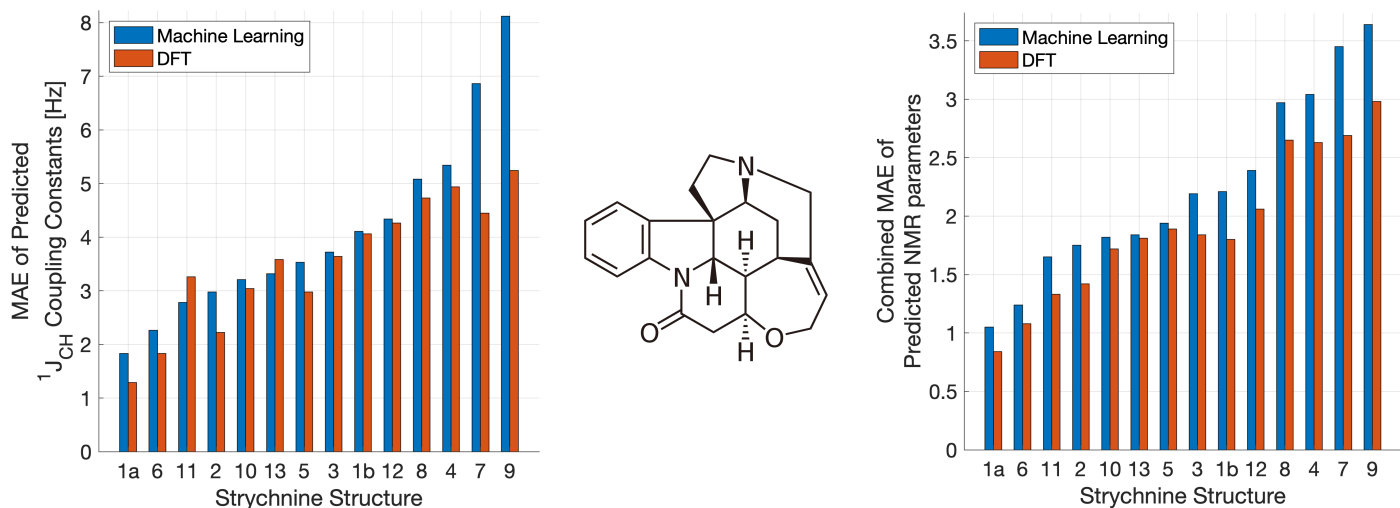 MAE of Predicted
¹J_CH Coupling Constants [Hz]
8
7
6
5
4
3
2
1
0
Machine Learning
DFT
1a 6 11 2 10 13 5 3 1b 12 8 4 7 9
Strychnine Structure
N
H
N
H
O
O
H
Combined MAE of
Predicted NMR parameters
3.5
3
2.5
2
1.5
1
0.5
0
Machine Learning
DFT
1a 6 11 2 10 13 5 3 1b 12 8 4 7 9
Strychnine Structure